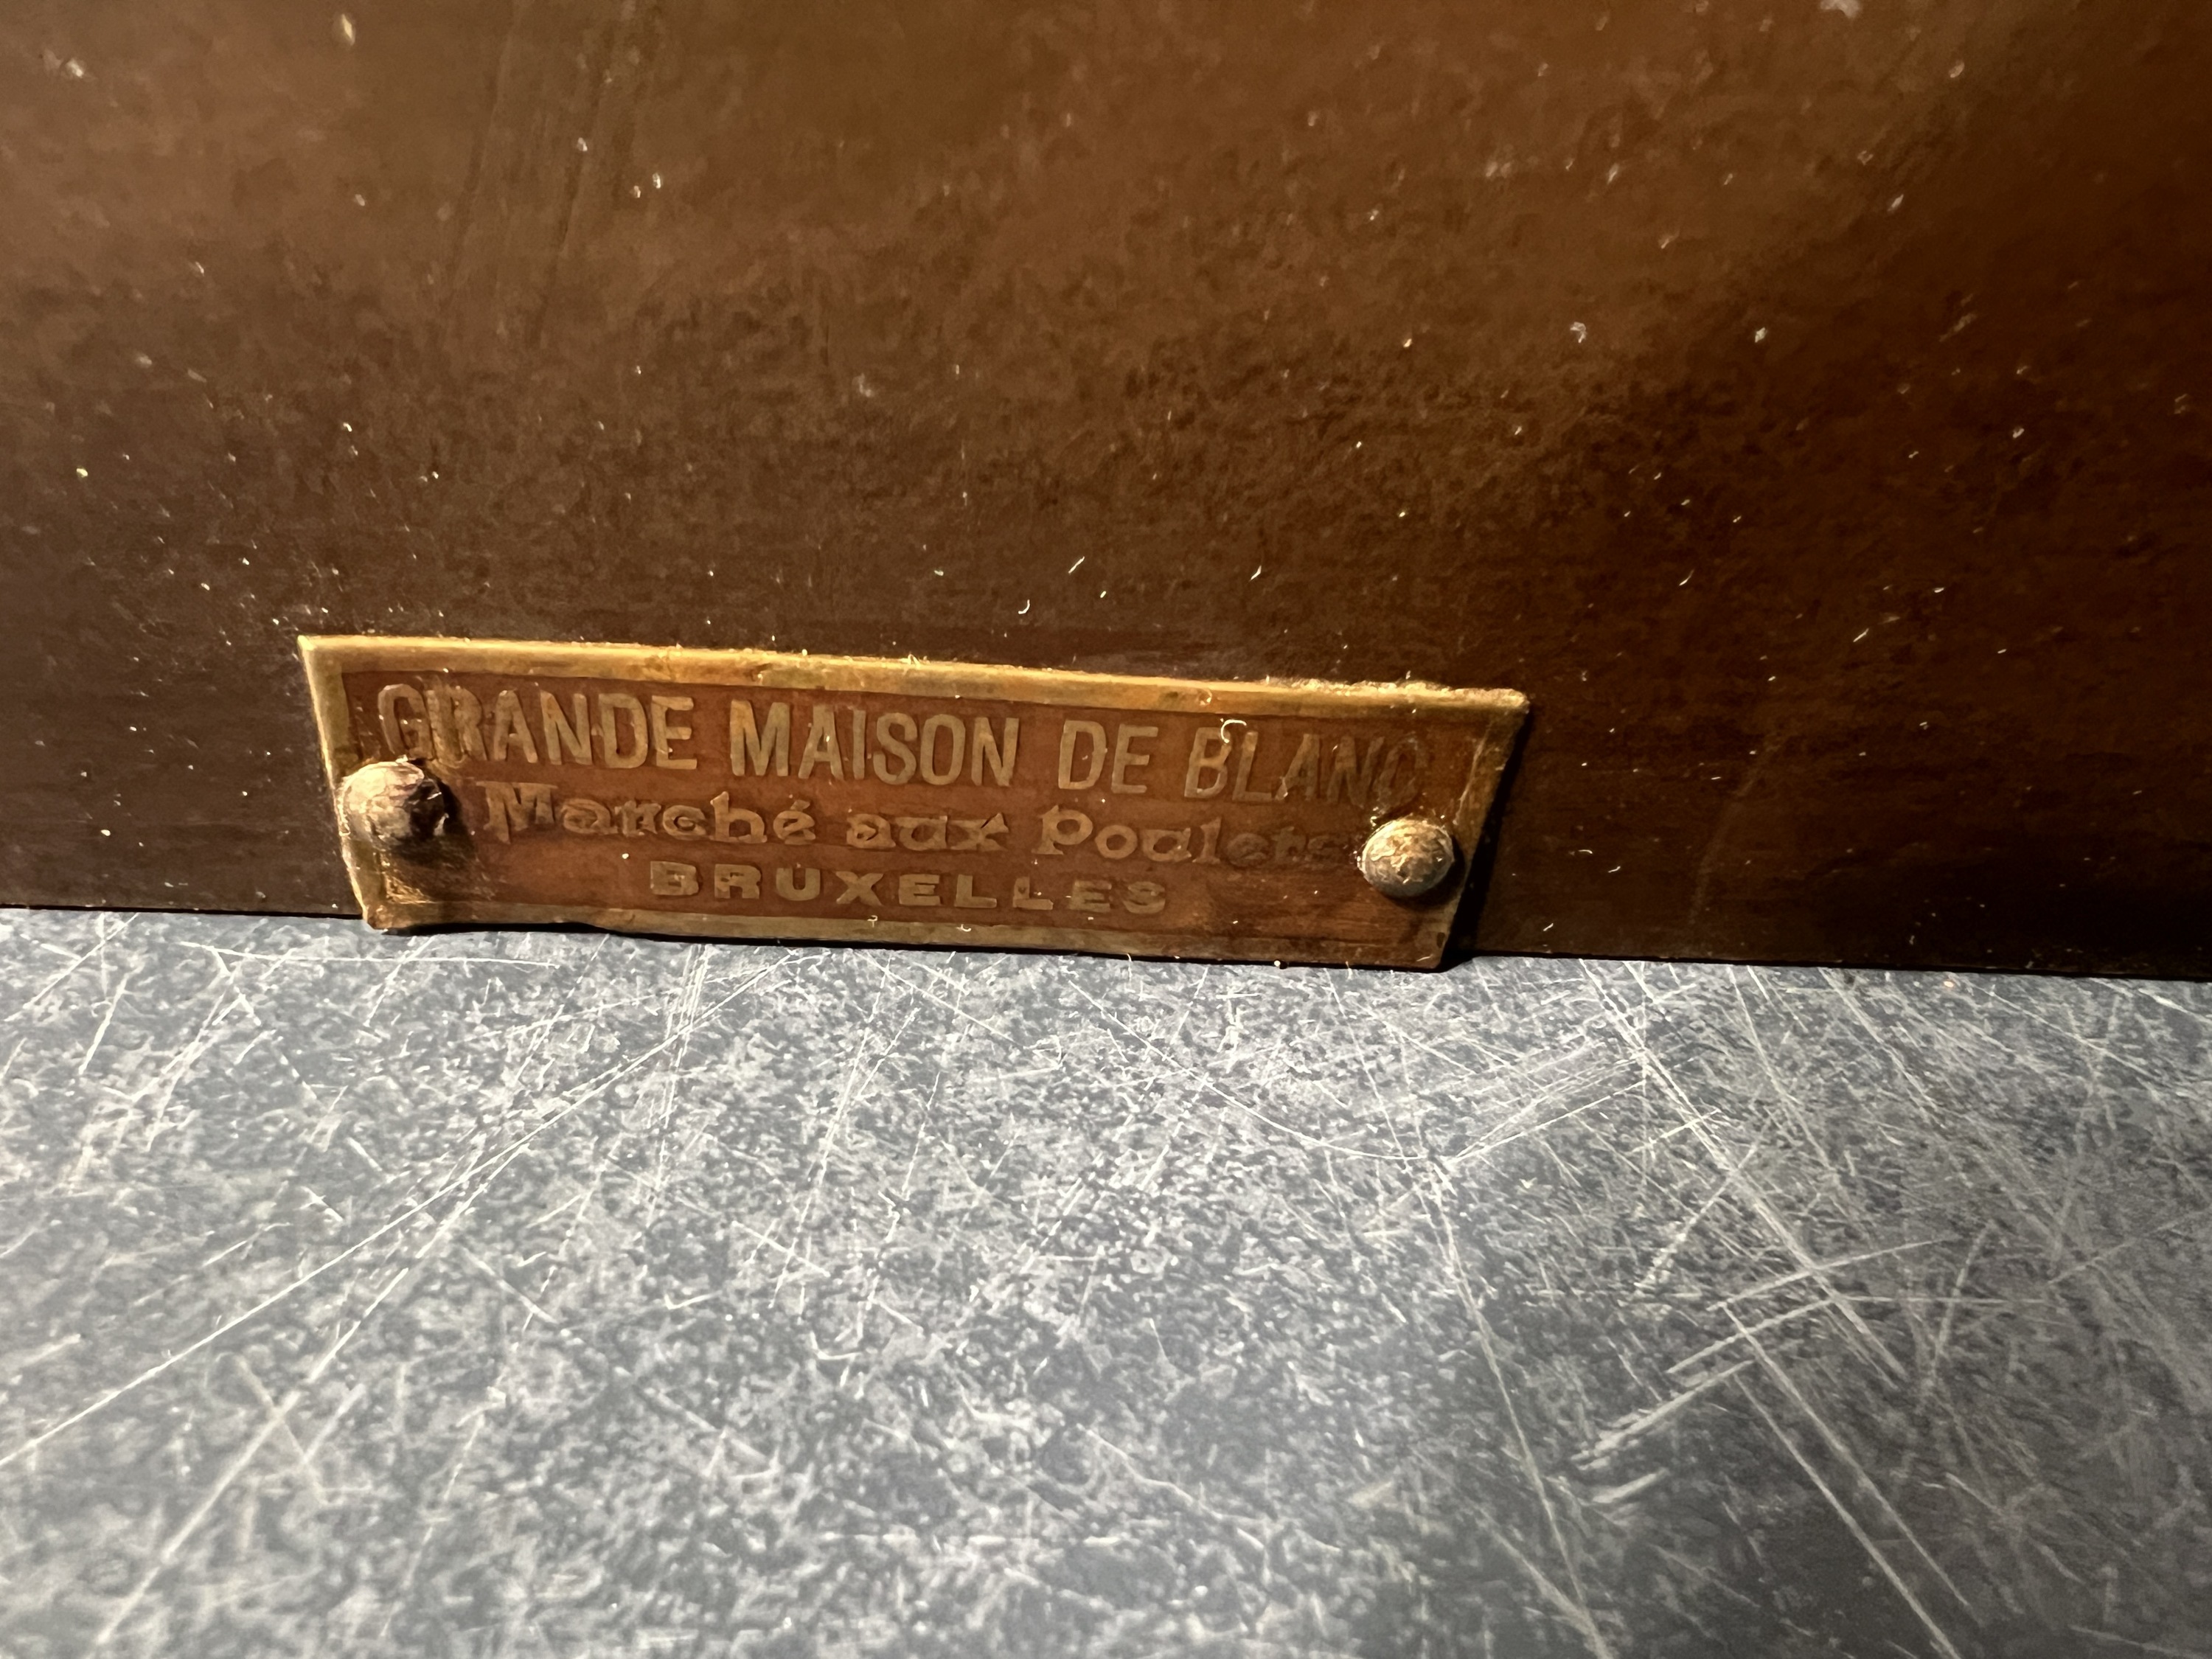 GRANDE MAISON DE BLANC
Marché aux Poulets
BRUXELLES